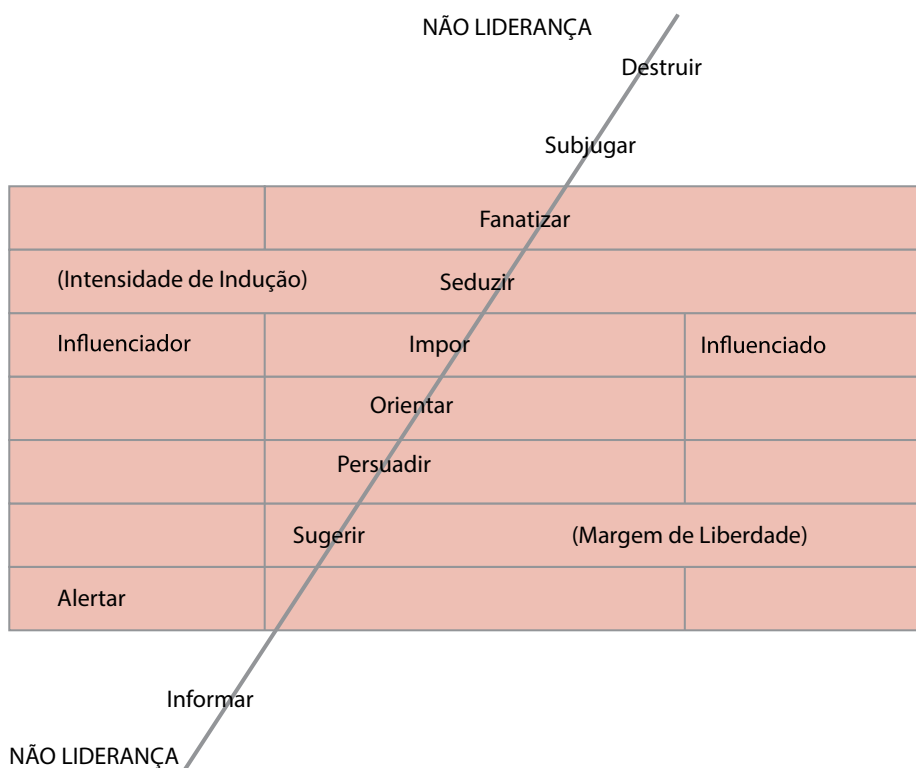 NÃO LIDERANÇA
Destruir
Subjugar
Fanatizar
(Intensidade de Indução) Seduzir
Influenciador Impor Influenciado
Orientar
Persuadir
Sugerir (Margem de Liberdade)
Alertar
Informar
NÃO LIDERANÇA